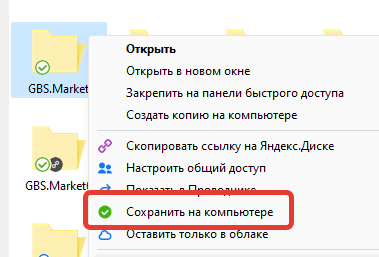 Открыть
Открыть в новом окне
GBS.Market
Закрепить на панели быстрого доступа
Создать копию на компьютере
Скопировать ссылку на Яндекс.Диске
Настроить общий доступ
GBS.Market
Показать в Проводнике
Сохранить на компьютере
Оставить только в облаке